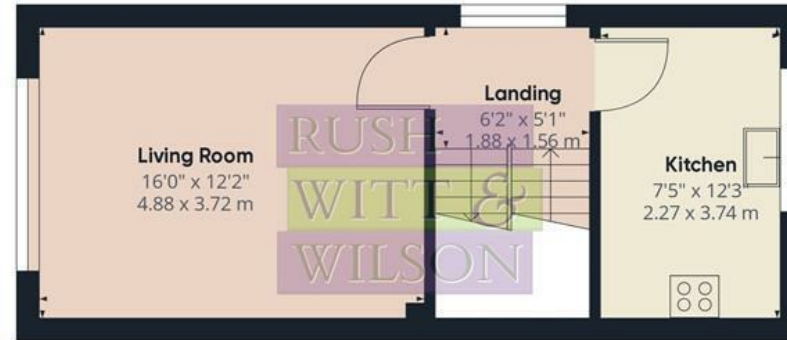 Living Room
16'0" x 12'2"
4.88 x 3.72 m
Landing
6'2" x 5'1"
1.88 x 1.56 m
Kitchen
7'5" x 12'3"
2.27 x 3.74 m
RUSH
WITT &
WILSON